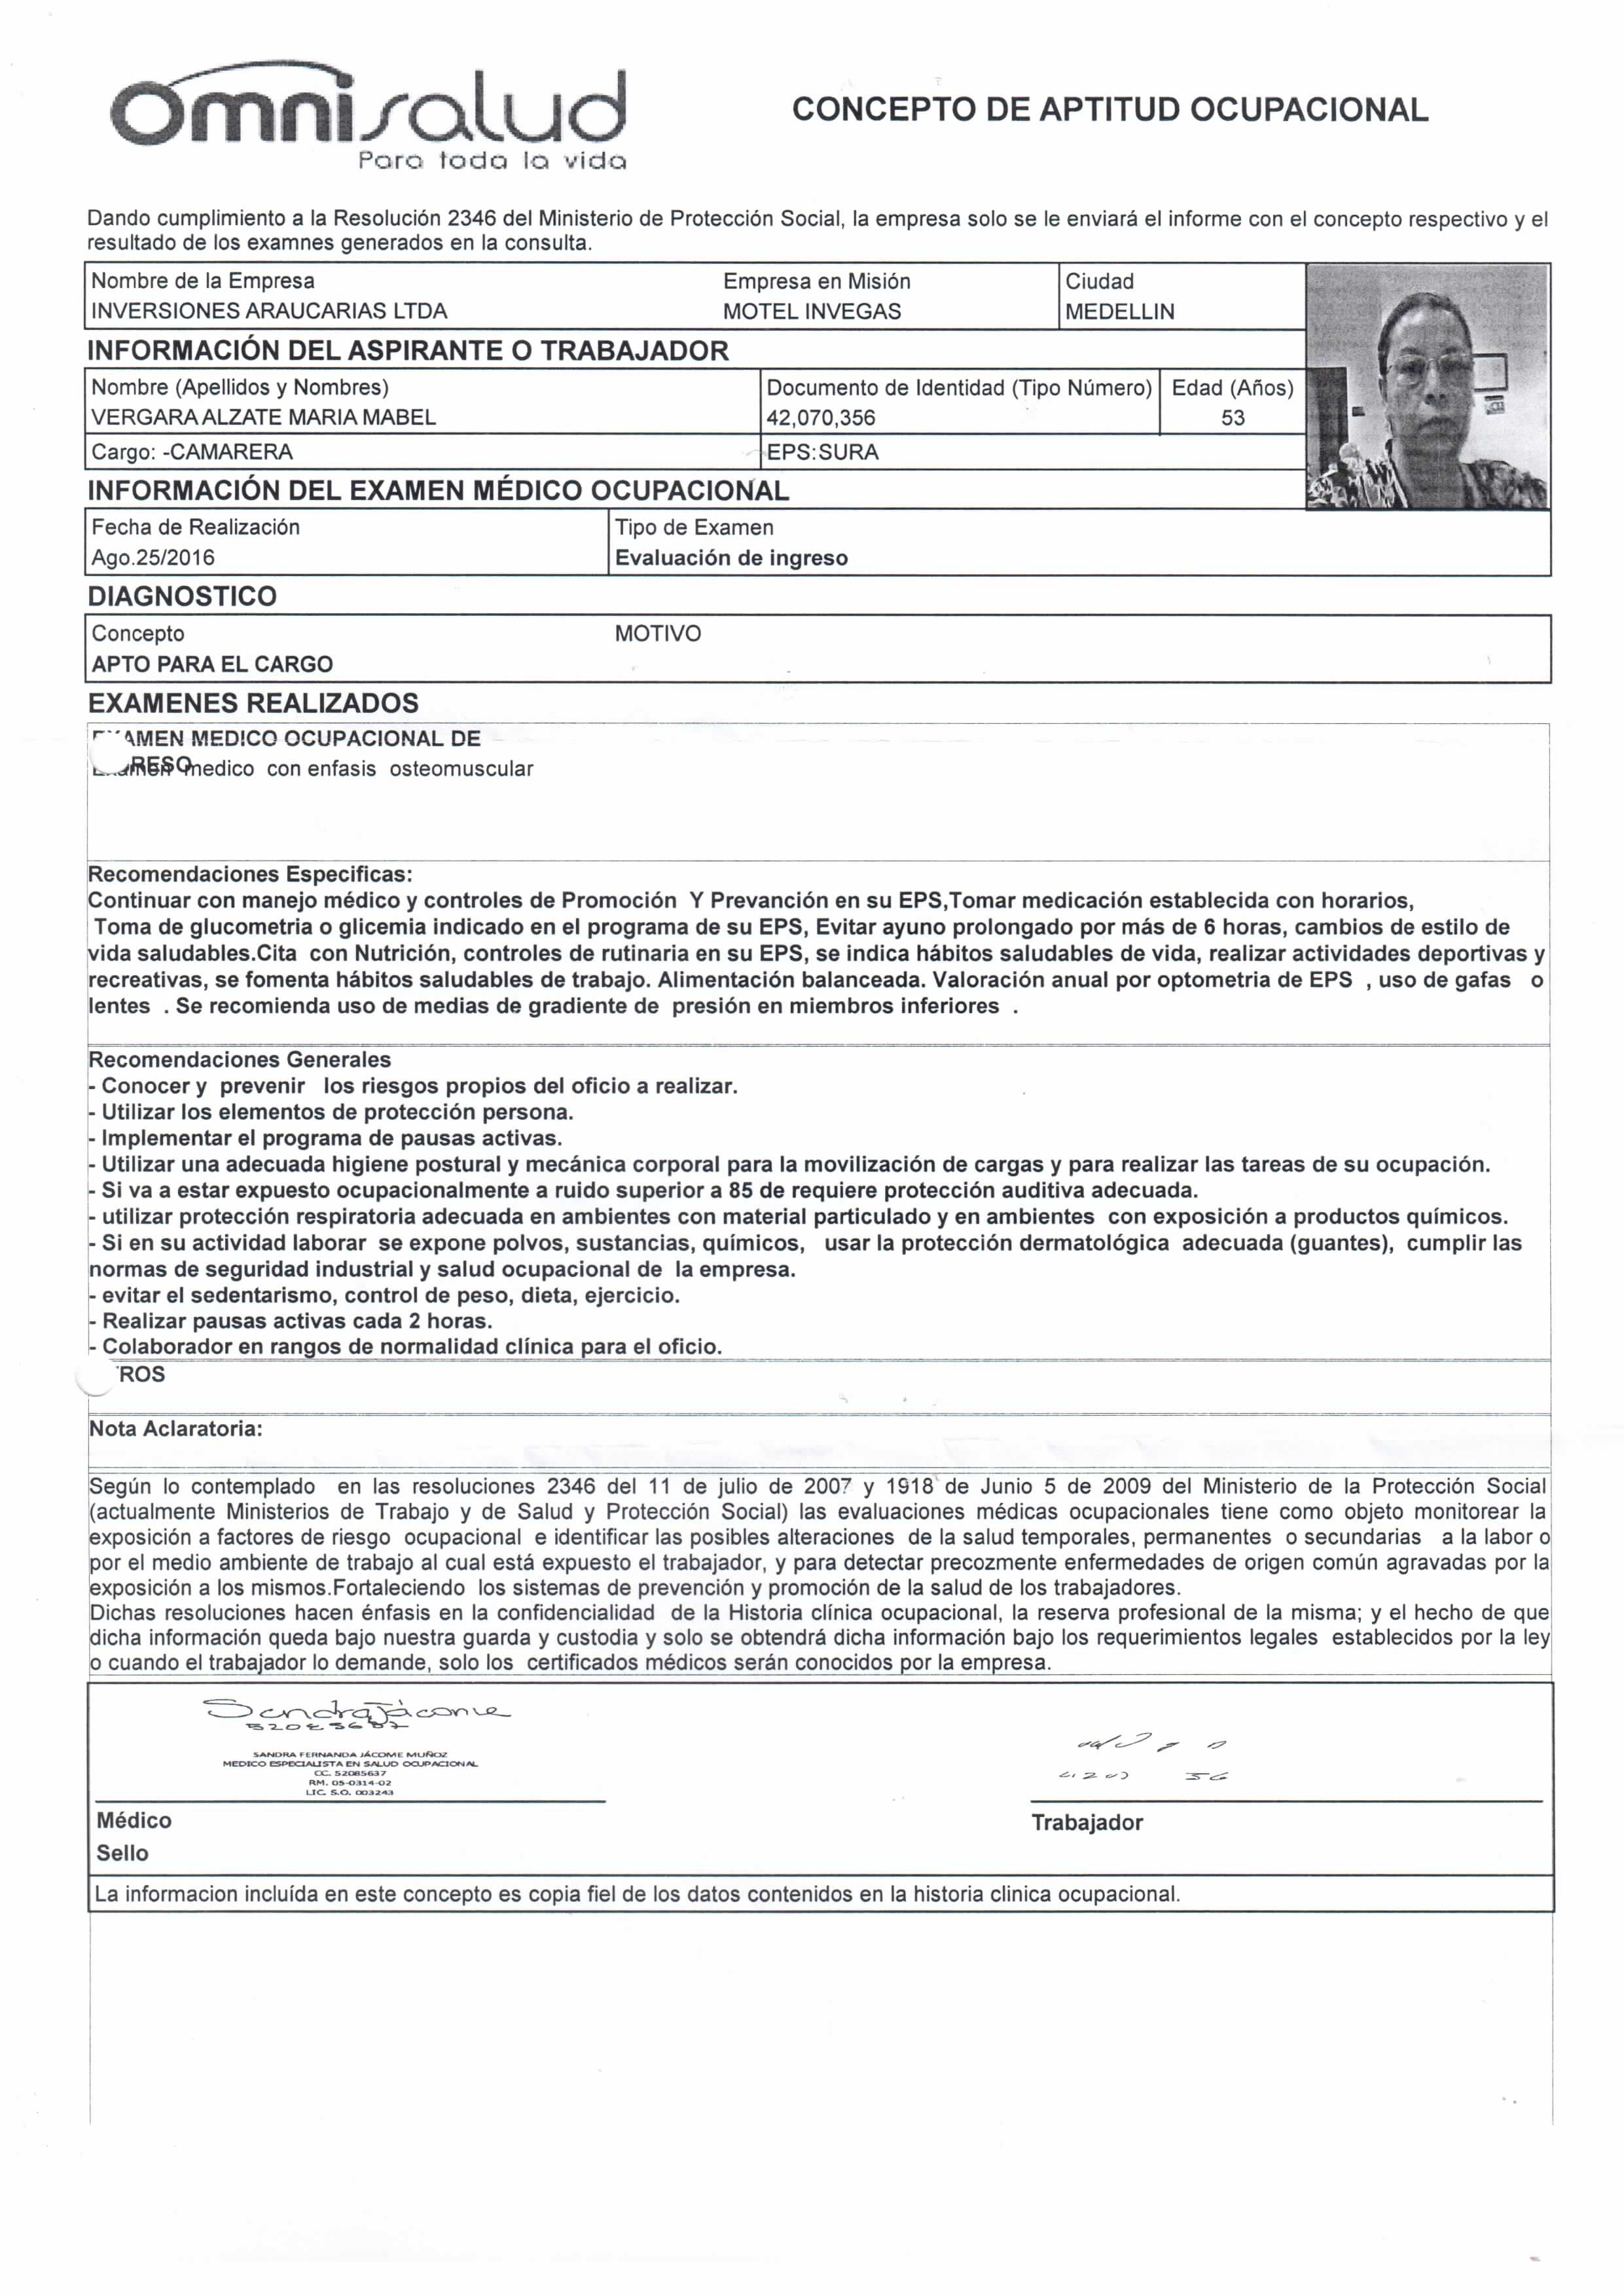 omnisalud
Para toda la vida
CONCEPTO DE APTITUD OCUPACIONAL
Dando cumplimiento a la Resolución 2346 del Ministerio de Protección Social, la empresa solo se le enviará el informe con el concepto respectivo y el
resultado de los examnes generados en la consulta.
Nombre de la Empresa Empresa en Misión Ciudad
INVERSIONES ARAUCARIAS LTDA MOTEL INVEGAS MEDELLIN
INFORMACIÓN DEL ASPIRANTE O TRABAJADOR
Nombre (Apellidos y Nombres) Documento de Identidad (Tipo Número) Edad (Años)
VERGARA ALZATE MARIA MABEL 42,070,356 53
Cargo: -CAMARERA EPS:SURA
INFORMACIÓN DEL EXAMEN MÉDICO OCUPACIONAL
Fecha de Realización Tipo de Examen
Ago.25/2016 Evaluación de ingreso
DIAGNOSTICO
Concepto MOTIVO
APTO PARA EL CARGO
EXAMENES REALIZADOS
EXAMEN MEDICO OCUPACIONAL DE
RESO
Examen medico con enfasis osteomuscular
Recomendaciones Especificas:
Continuar con manejo médico y controles de Promoción Y Prevanción en su EPS,Tomar medicación establecida con horarios,
Toma de glucometria o glicemia indicado en el programa de su EPS, Evitar ayuno prolongado por más de 6 horas, cambios de estilo de
vida saludables.Cita con Nutrición, controles de rutinaria en su EPS, se indica hábitos saludables de vida, realizar actividades deportivas y
recreativas, se fomenta hábitos saludables de trabajo. Alimentación balanceada. Valoración anual por optometria de EPS , uso de gafas o
lentes . Se recomienda uso de medias de gradiente de presión en miembros inferiores .
Recomendaciones Generales
- Conocer y prevenir los riesgos propios del oficio a realizar.
- Utilizar los elementos de protección persona.
- Implementar el programa de pausas activas.
- Utilizar una adecuada higiene postural y mecánica corporal para la movilización de cargas y para realizar las tareas de su ocupación.
- Si va a estar expuesto ocupacionalmente a ruido superior a 85 de requiere protección auditiva adecuada.
- utilizar protección respiratoria adecuada en ambientes con material particulado y en ambientes con exposición a productos químicos.
- Si en su actividad laborar se expone polvos, sustancias, químicos, usar la protección dermatológica adecuada (guantes), cumplir las
normas de seguridad industrial y salud ocupacional de la empresa.
- evitar el sedentarismo, control de peso, dieta, ejercicio.
- Realizar pausas activas cada 2 horas.
- Colaborador en rangos de normalidad clínica para el oficio.
ROS
Nota Aclaratoria:
Según lo contemplado en las resoluciones 2346 del 11 de julio de 2007 y 1918 de Junio 5 de 2009 del Ministerio de la Protección Social
(actualmente Ministerios de Trabajo y de Salud y Protección Social) las evaluaciones médicas ocupacionales tiene como objeto monitorear la
exposición a factores de riesgo ocupacional e identificar las posibles alteraciones de la salud temporales, permanentes o secundarias a la labor o
por el medio ambiente de trabajo al cual está expuesto el trabajador, y para detectar precozmente enfermedades de origen común agravadas por la
exposición a los mismos.Fortaleciendo los sistemas de prevención y promoción de la salud de los trabajadores.
Dichas resoluciones hacen énfasis en la confidencialidad de la Historia clínica ocupacional, la reserva profesional de la misma; y el hecho de que
dicha información queda bajo nuestra guarda y custodia y solo se obtendrá dicha información bajo los requerimientos legales establecidos por la ley
o cuando el trabajador lo demande, solo los certificados médicos serán conocidos por la empresa.
Sandra Jácome
52085637
SANDRA FERNANDA JÁCOME MUÑOZ
MEDICO ESPECIALISTA EN SALUD OCUPACIONAL
CC. 52085637
RM. 05-0314-02
LIC. S.O. 003243
Médico Trabajador
Sello
La informacion incluída en este concepto es copia fiel de los datos contenidos en la historia clinica ocupacional.